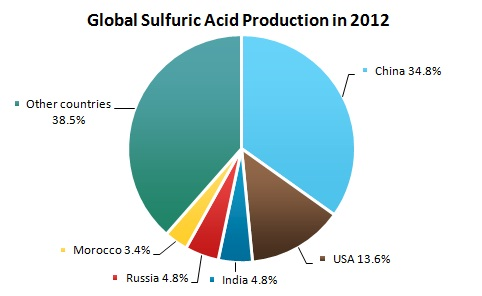 Global Sulfuric Acid Production in 2012
China 34.8%
Other countries
38.5%
Morocco 3.4%
Russia 4.8%
India 4.8%
USA 13.6%